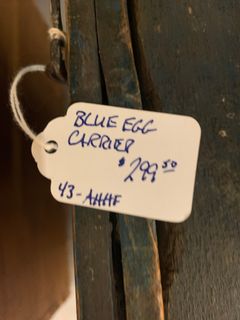 BLUE EGG
CARRIER
$299.50
43-AHHF